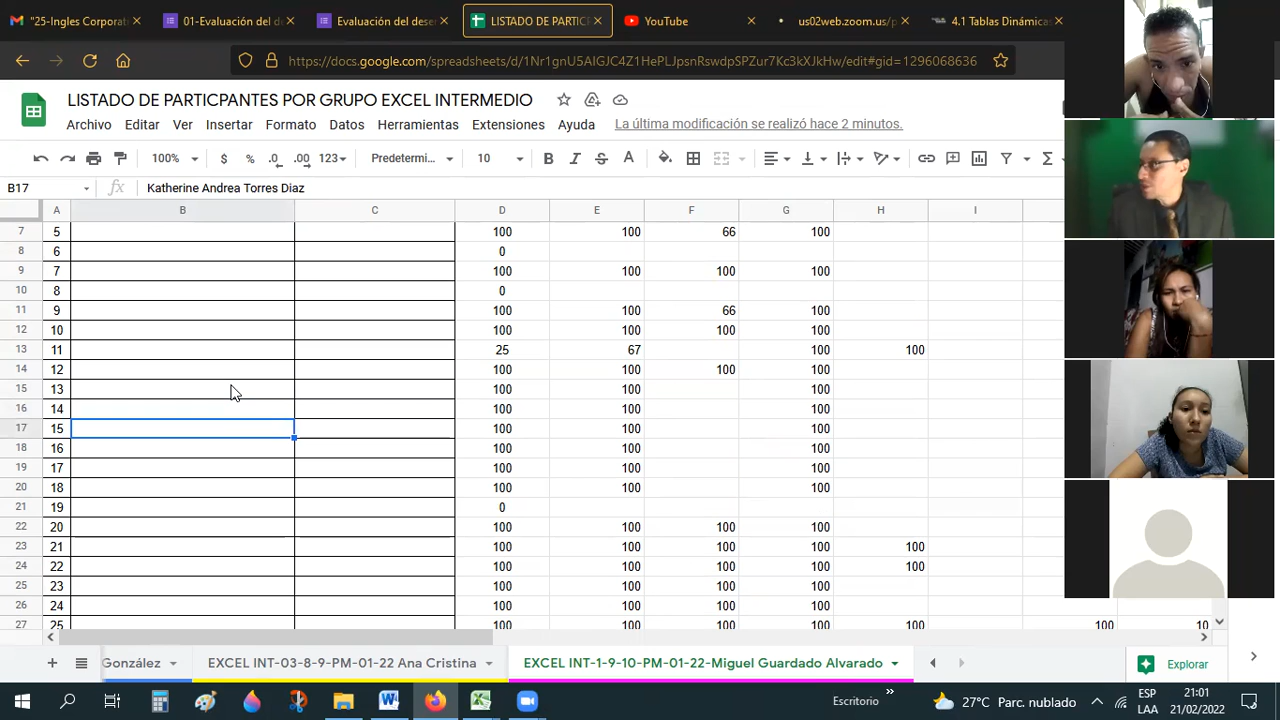 "25-Ingles Corporat
01-Evaluación del d
Evaluación del deser
LISTADO DE PARTICI
YouTube
us02web.zoom.us/p
4.1 Tablas Dinámica
https://docs.google.com/spreadsheets/d/1Nr1gnU5AIGJC4Z1HePLJpsnRswdpSPZur7Kc3kXJkHw/edit#gid=1296068636
LISTADO DE PARTICPANTES POR GRUPO EXCEL INTERMEDIO
Archivo Editar Ver Insertar Formato Datos Herramientas Extensiones Ayuda La última modificación se realizó hace 2 minutos.
100% $ % .0 .00 123 Predetermi... 10 B I S A Σ
B17 fx Katherine Andrea Torres Diaz
A B C D E F G H I
7 5 100 100 66 100
8 6 0
9 7 100 100 100 100
10 8 0
11 9 100 100 66 100
12 10 100 100 100 100
13 11 25 67 100 100
14 12 100 100 100 100
15 13 100 100 100
16 14 100 100 100
17 15 100 100 100
18 16 100 100 100
19 17 100 100 100
20 18 100 100 100
21 19 0
22 20 100 100 100 100
23 21 100 100 100 100 100
24 22 100 100 100 100 100
25 23 100 100 100 100
26 24 100 100 100 100
27 25 100 100 100 100 100 100 10
González EXCEL INT-03-8-9-PM-01-22 Ana Cristina EXCEL INT-1-9-10-PM-01-22-Miguel Guardado Alvarado Explorar
Escritorio 27°C Parc. nublado ESP LAA 21:01 21/02/2022